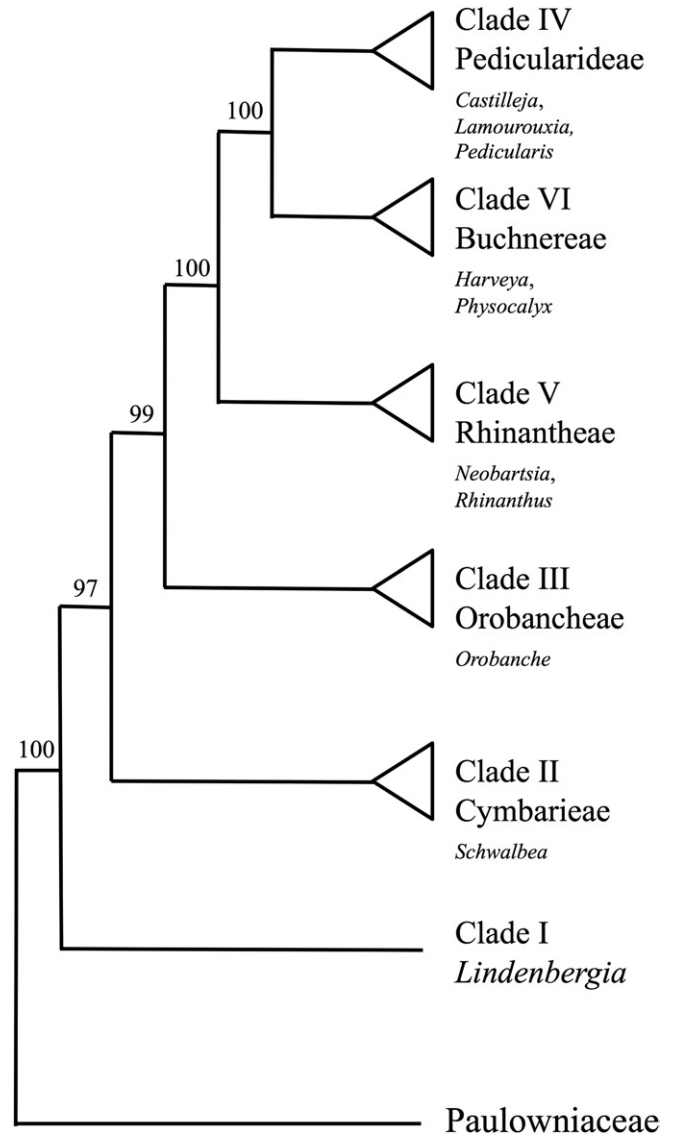 Clade IV
Pedicularideae
100
Castilleja,
Lamourouxia,
Pedicularis
Clade VI
Buchnereae
100
Harveya,
Physocalyx
Clade V
Rhinantheae
99
Neobartsia,
Rhinanthus
Clade III
Orobancheae
97
Orobanche
100
Clade II
Cymbarieae
Schwalbea
Clade I
Lindenbergia
Paulowniaceae